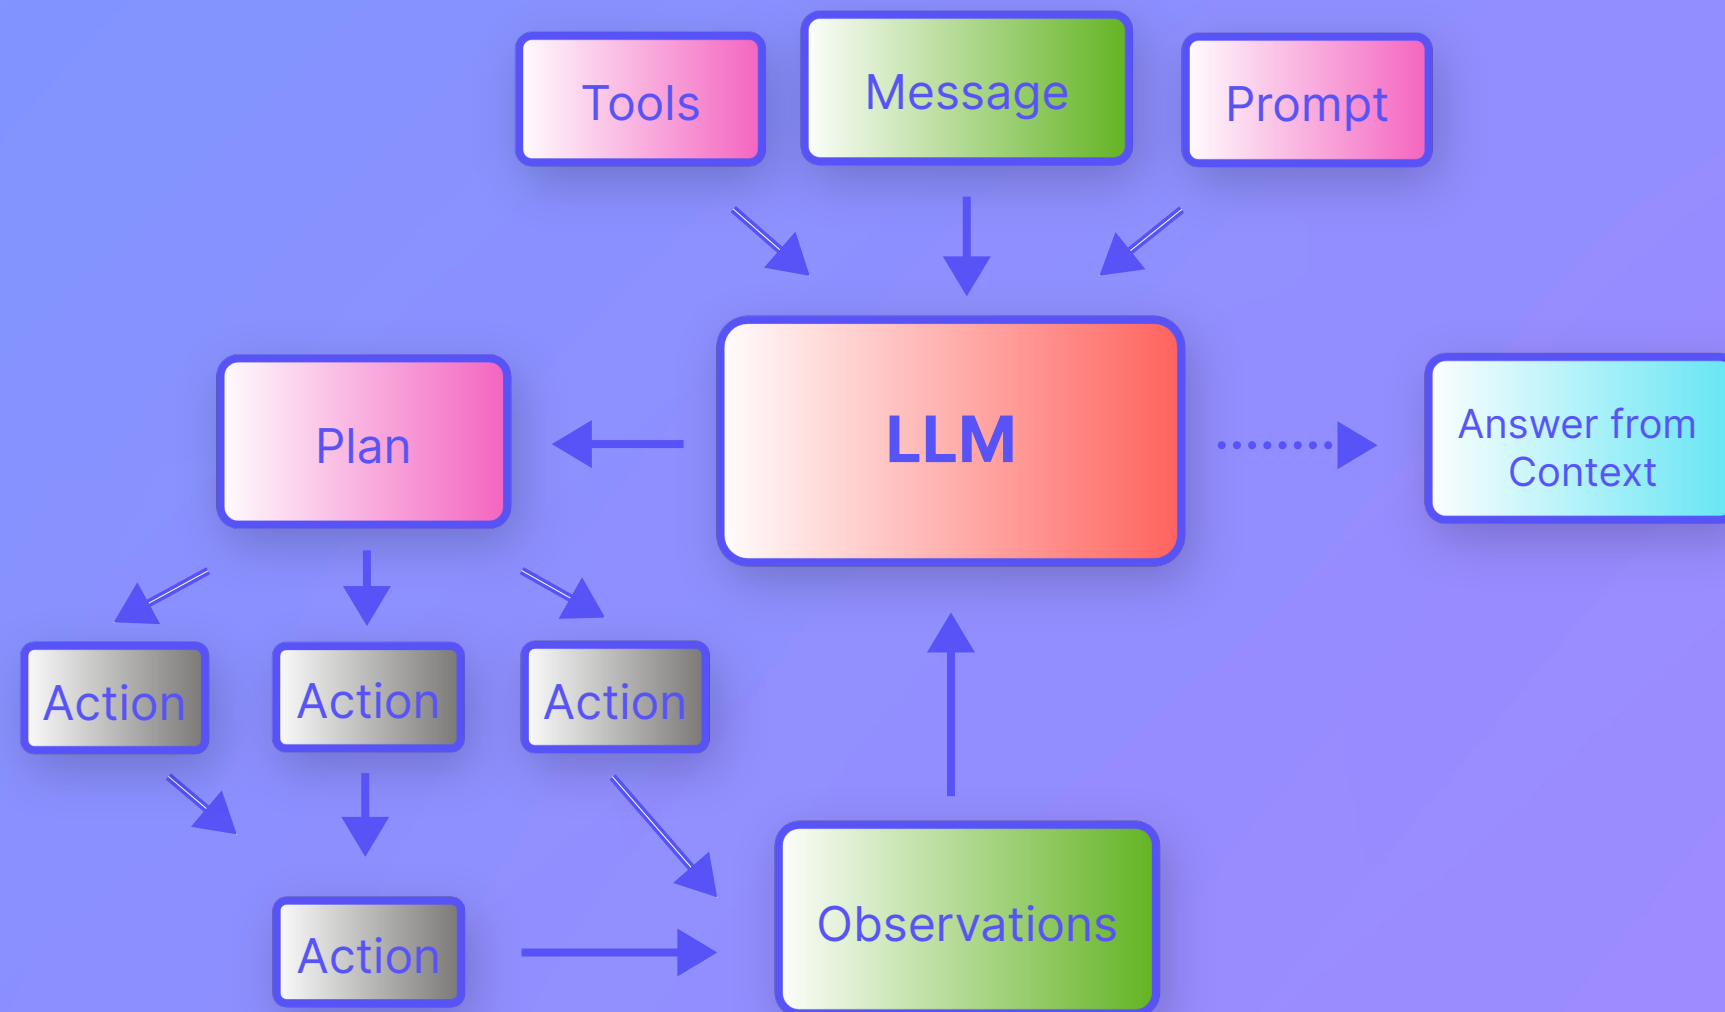 Tools
Message
Prompt
Plan
LLM
Answer from
Context
Action
Action
Action
Action
Observations